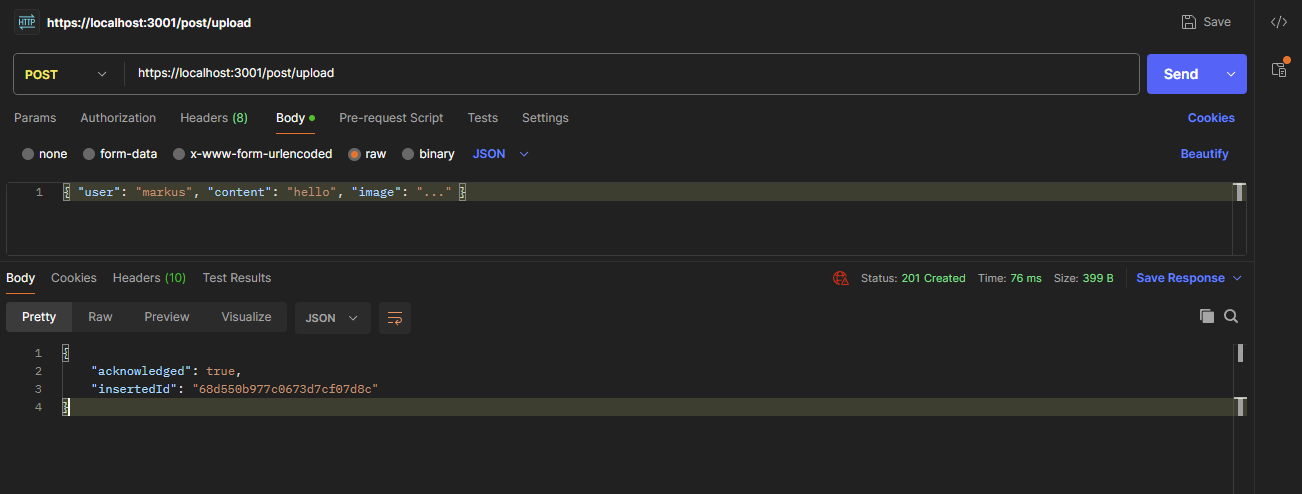 HTTP https://localhost:3001/post/upload Save </>
POST https://localhost:3001/post/upload Send
Params Authorization Headers (8) Body Pre-request Script Tests Settings Cookies
none form-data x-www-form-urlencoded raw binary JSON Beautify
1 { "user": "markus", "content": "hello", "image": "..." }
Body Cookies Headers (10) Test Results Status: 201 Created Time: 76 ms Size: 399 B Save Response
Pretty Raw Preview Visualize JSON
1 {
2 "acknowledged": true,
3 "insertedId": "68d550b977c0673d7cf07d8c"
4 }